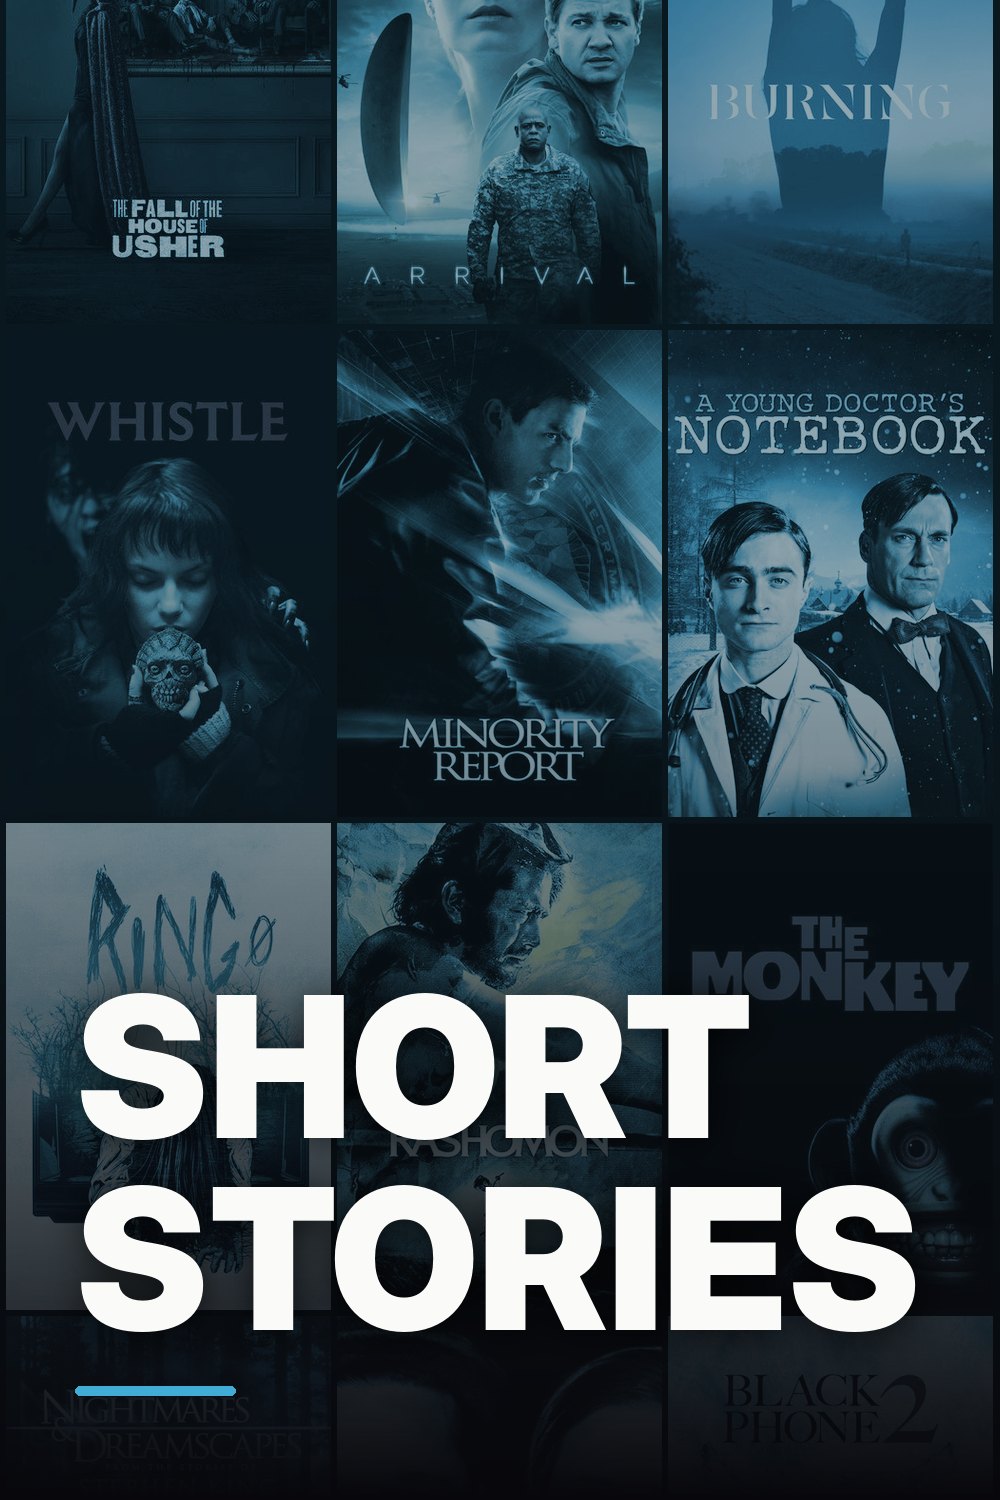 THE FALL OF THE
HOUSE OF
USHER
ARRIVAL
BURNING
WHISTLE
MINORITY
REPORT
A YOUNG DOCTOR'S
NOTEBOOK
RiNGø
RASHOMON
THE
MONKEY
SHORT
STORIES
NIGHTMARES
& DREAMSCAPES
BLACK
PHONE 2